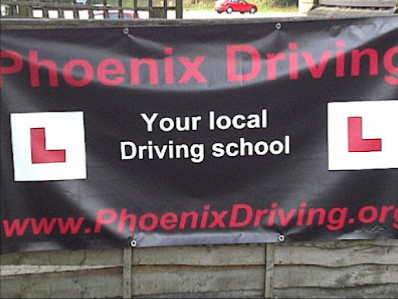 Phoenix Driving
Your local
Driving school
L
L
www.PhoenixDriving.org